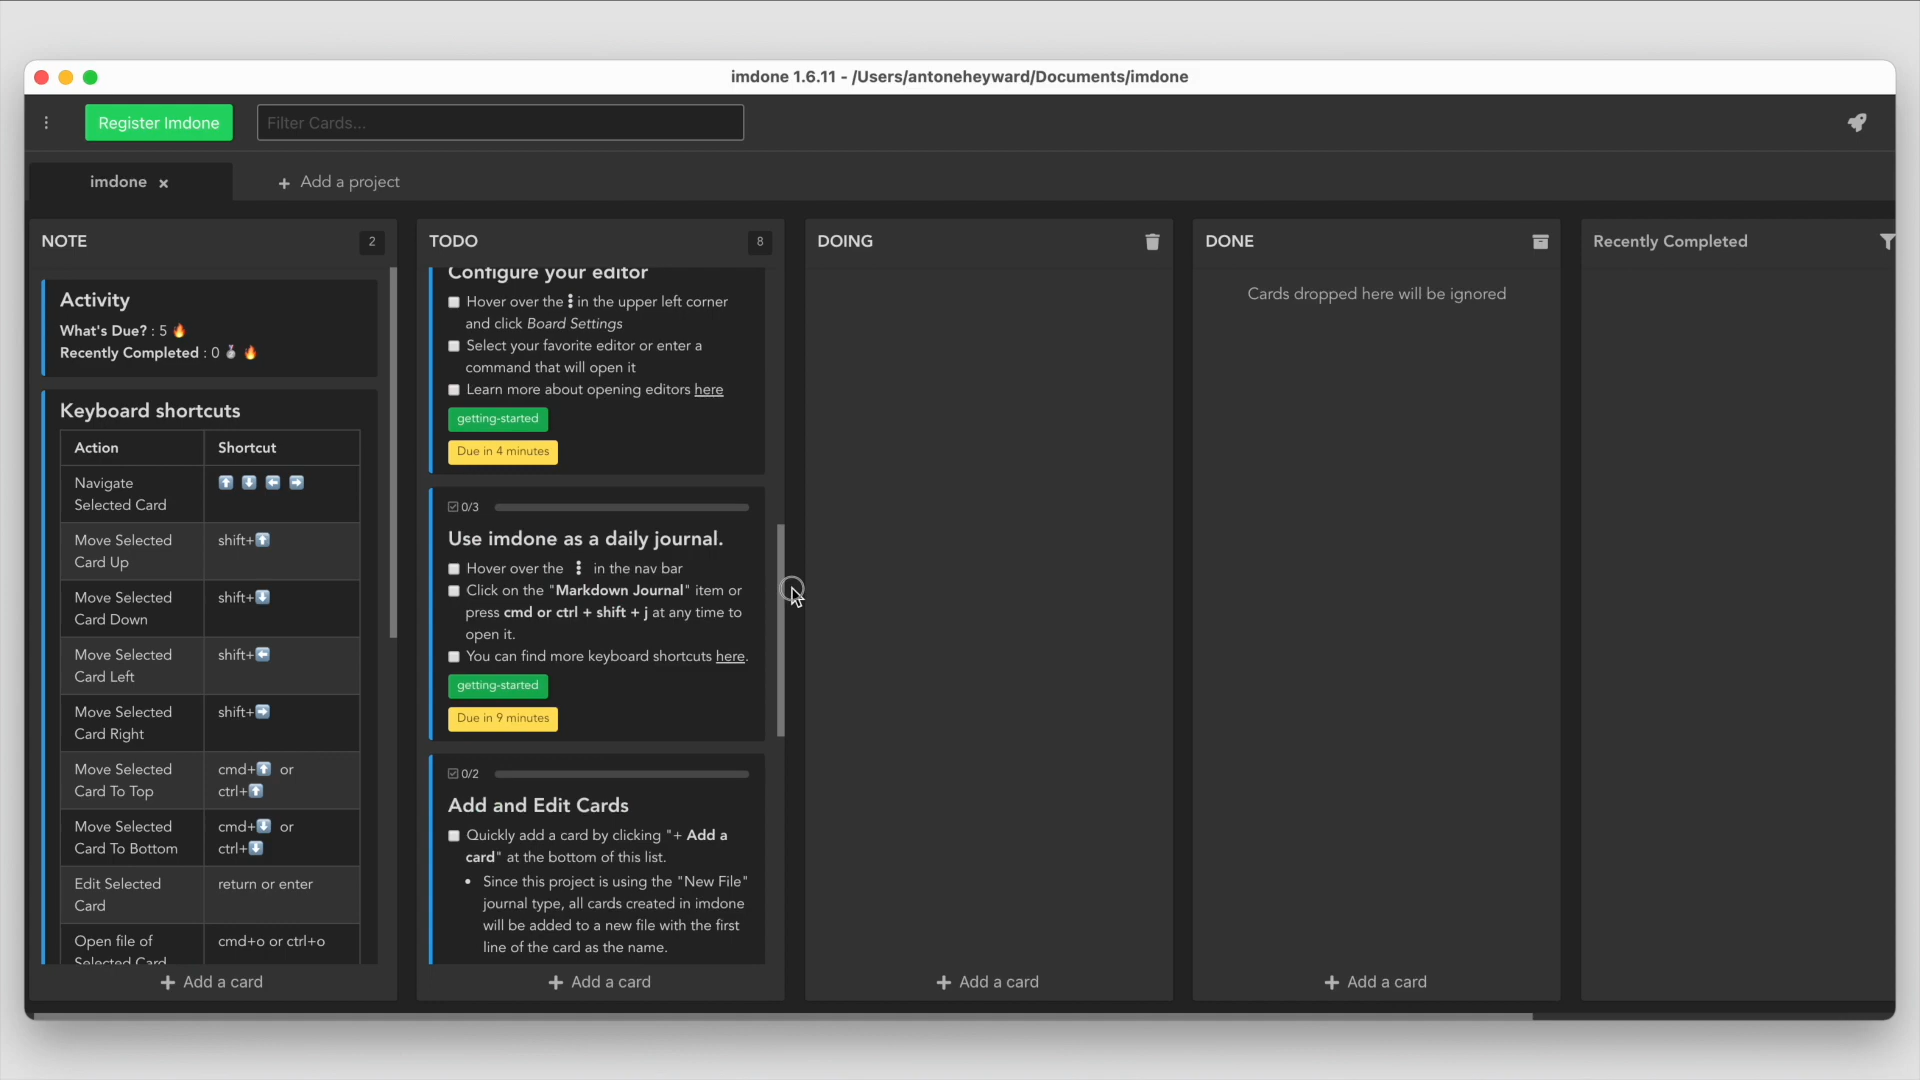 imdone 1.6.11 - /Users/antoneheyward/Documents/imdone
Register Imdone
Filter Cards...
imdone
+ Add a project
NOTE
2
Activity
What's Due? : 5 🔥
Recently Completed : 0 🥈 🔥
Keyboard shortcuts
Action Shortcut
Navigate
Selected Card
⬆️ ⬇️ ⬅️ ➡️
Move Selected
Card Up
shift+⬆️
Move Selected
Card Down
shift+⬇️
Move Selected
Card Left
shift+⬅️
Move Selected
Card Right
shift+➡️
Move Selected
Card To Top
cmd+⬆️ or
ctrl+⬆️
Move Selected
Card To Bottom
cmd+⬇️ or
ctrl+⬇️
Edit Selected
Card
return or enter
Open file of
Selected Card
cmd+o or ctrl+o
+ Add a card
TODO
8
Configure your editor
Hover over the ⋮ in the upper left corner
and click Board Settings
Select your favorite editor or enter a
command that will open it
Learn more about opening editors here
getting-started
Due in 4 minutes
0/3
Use imdone as a daily journal.
Hover over the ⋮ in the nav bar
Click on the "Markdown Journal" item or
press cmd or ctrl + shift + j at any time to
open it.
You can find more keyboard shortcuts here.
getting-started
Due in 9 minutes
0/2
Add and Edit Cards
Quickly add a card by clicking "+ Add a
card" at the bottom of this list.
• Since this project is using the "New File"
journal type, all cards created in imdone
will be added to a new file with the first
line of the card as the name.
+ Add a card
DOING
+ Add a card
DONE
Cards dropped here will be ignored
+ Add a card
Recently Completed